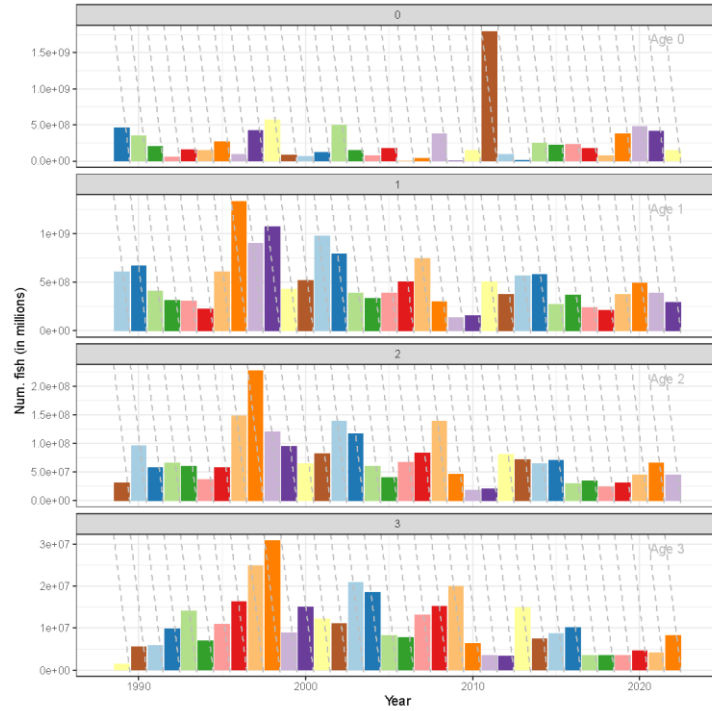 0
Age 0
1.5e+09
1.0e+09
5.0e+08
0.0e+00
1
Age 1
1e+09
5e+08
0e+00
2
Age 2
2.0e+08
1.5e+08
1.0e+08
5.0e+07
0.0e+00
3
Age 3
3e+07
2e+07
1e+07
0e+00
1990 2000 2010 2020
Year
Num. fish (in millions)